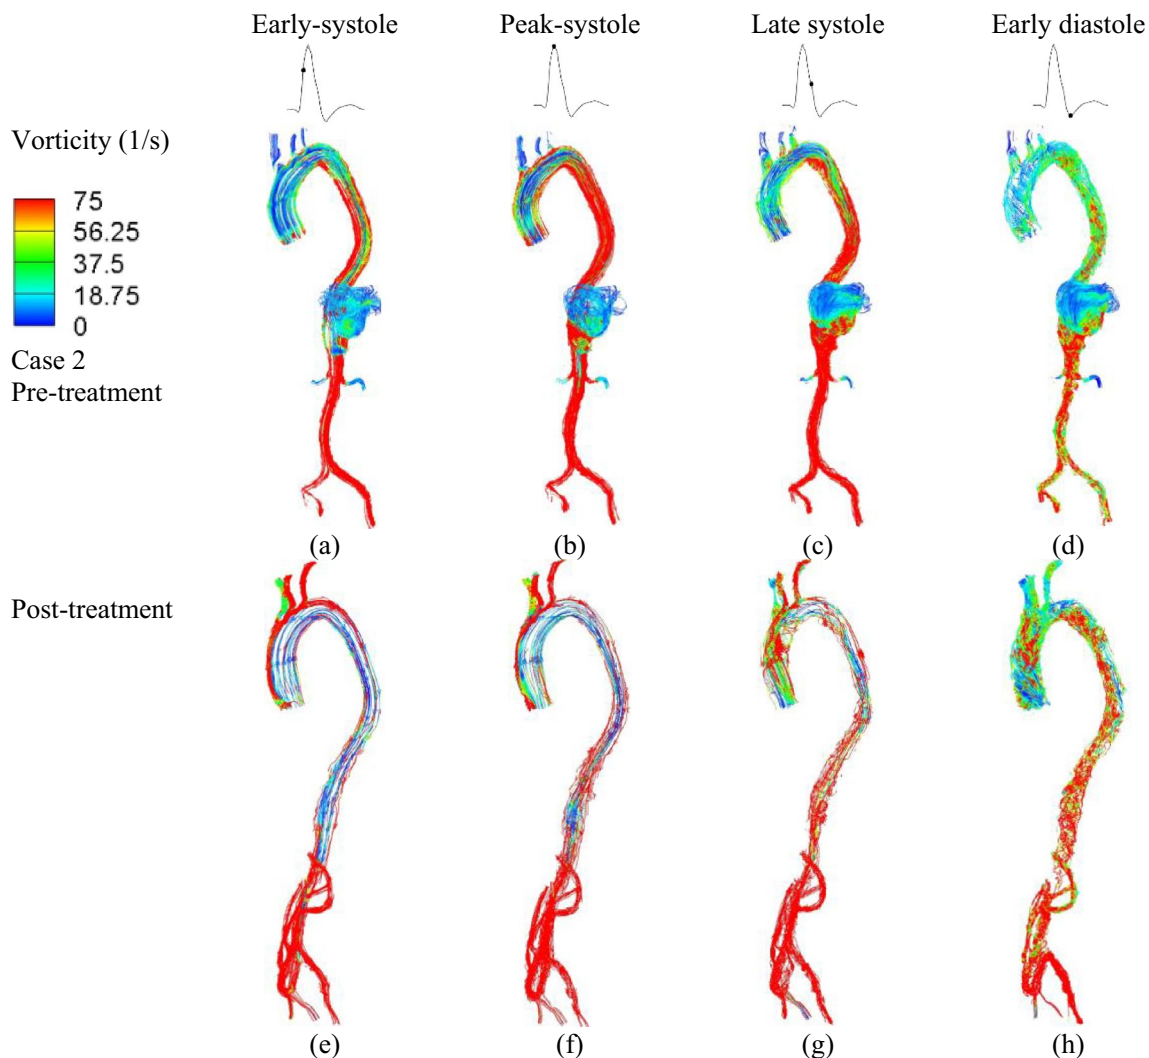 Early-systole Peak-systole Late systole Early diastole
Vorticity (1/s)
75
56.25
37.5
18.75
0
Case 2
Pre-treatment
(a) (b) (c) (d)
Post-treatment
(e) (f) (g) (h)